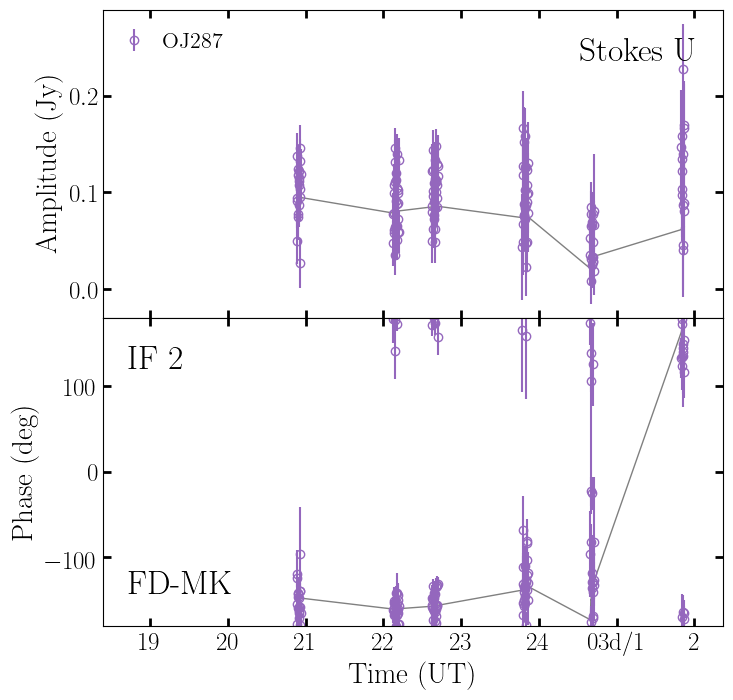 OJ287
Stokes U
Amplitude (Jy)
0.2
0.1
0.0
IF 2
Phase (deg)
100
0
−100
FD-MK
19 20 21 22 23 24 03d/1 2
Time (UT)